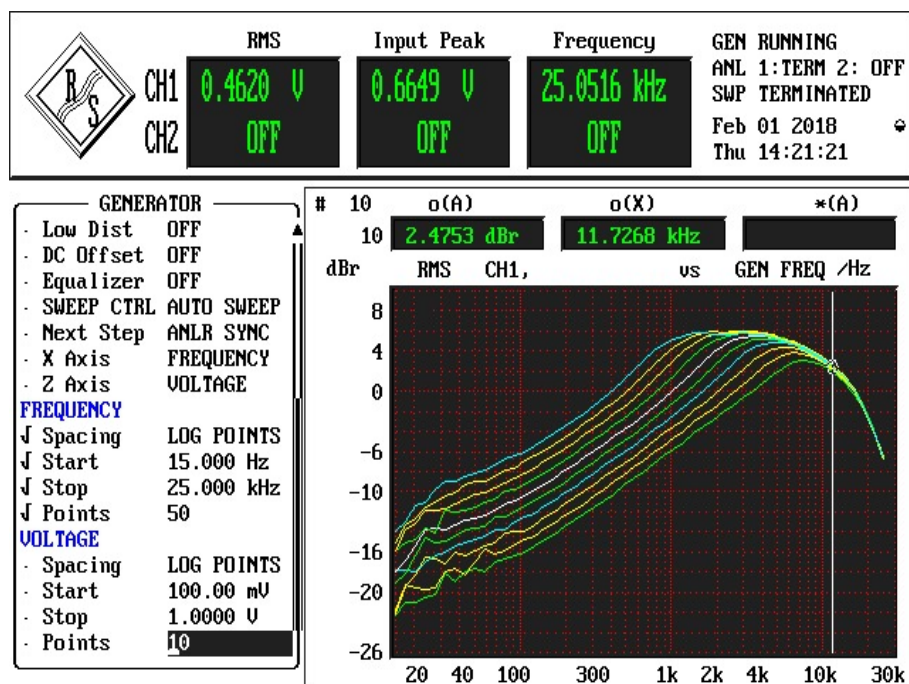 RMS Input Peak Frequency
R S
CH1 0.4620 V 0.6649 V 25.0516 kHz
CH2 OFF OFF OFF
GEN RUNNING
ANL 1:TERM 2: OFF
SWP TERMINATED
Feb 01 2018
Thu 14:21:21
GENERATOR
· Low Dist OFF
· DC Offset OFF
· Equalizer OFF
· SWEEP CTRL AUTO SWEEP
· Next Step ANLR SYNC
· X Axis FREQUENCY
· Z Axis VOLTAGE
FREQUENCY
√ Spacing LOG POINTS
√ Start 15.000 Hz
√ Stop 25.000 kHz
√ Points 50
VOLTAGE
· Spacing LOG POINTS
· Start 100.00 mV
· Stop 1.0000 V
· Points 10
# 10 o(A) o(X) *(A)
10 2.4753 dBr 11.7268 kHz
dBr RMS CH1, vs GEN FREQ /Hz
8
4
0
-6
-10
-16
-20
-26
20 40 100 300 1k 2k 4k 10k 30k